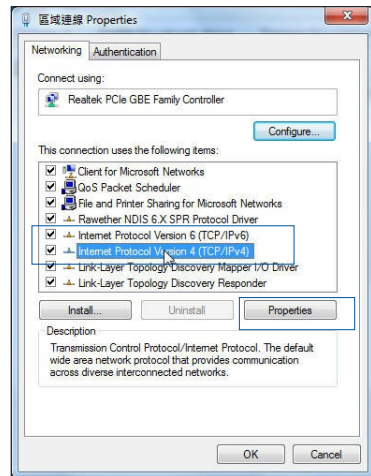 區域連線 Properties
Networking Authentication
Connect using:
Realtek PCIe GBE Family Controller
Configure...
This connection uses the following items:
Client for Microsoft Networks
QoS Packet Scheduler
File and Printer Sharing for Microsoft Networks
Rawether NDIS 6.X SPR Protocol Driver
Internet Protocol Version 6 (TCP/IPv6)
Internet Protocol Version 4 (TCP/IPv4)
Link-Layer Topology Discovery Mapper I/O Driver
Link-Layer Topology Discovery Responder
Install... Uninstall Properties
Description
Transmission Control Protocol/Internet Protocol. The default
wide area network protocol that provides communication
across diverse interconnected networks.
OK Cancel